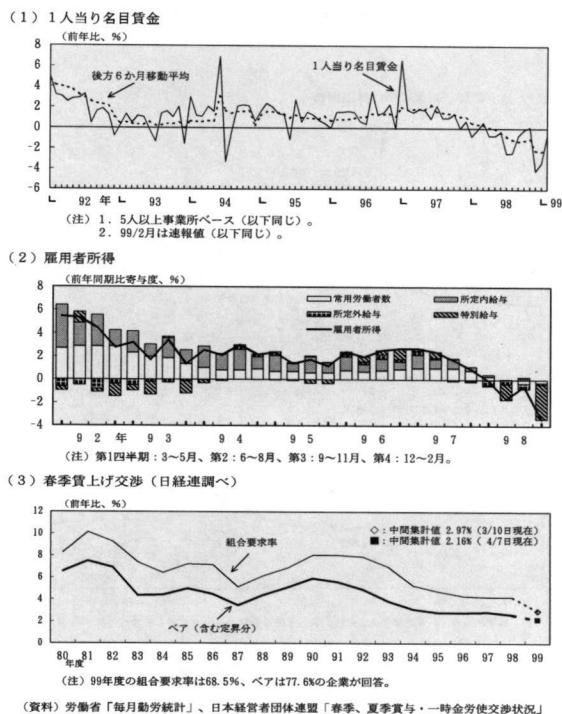 （１）１人当り名目賃金
（前年比、％）
8
6
4
2
0
-2
-4
-6
後方６か月移動平均
１人当り名目賃金
92 年 93 94 95 96 97 98 99
（注）１．5人以上事業所ベース（以下同じ）。
２．99/2月は速報値（以下同じ）。
（２）雇用者所得
（前年同期比寄与度、％）
8
6
4
2
0
-2
-4
常用労働者数 所定内給与
所定外給与 特別給与
雇用者所得
9 2 年 9 3 9 4 9 5 9 6 9 7 9 8
（注）第1四半期：3～5月、第2：6～8月、第3：9～11月、第4：12～2月。
（３）春季賃上げ交渉（日経連調べ）
（前年比、％）
12
10
8
6
4
2
0
◇：中間集計値 2.97%（3/10日現在）
■：中間集計値 2.16%（ 4/7日現在）
組合要求率
ベア（含む定昇分）
80 81 82 83 84 85 86 87 88 89 90 91 92 93 94 95 96 97 98 99
年度
（注）99年度の組合要求率は68.5%、ベアは77.6%の企業が回答。
（資料）労働省「毎月勤労統計」、日本経営者団体連盟「春季、夏季賞与・一時金労使交渉状況」